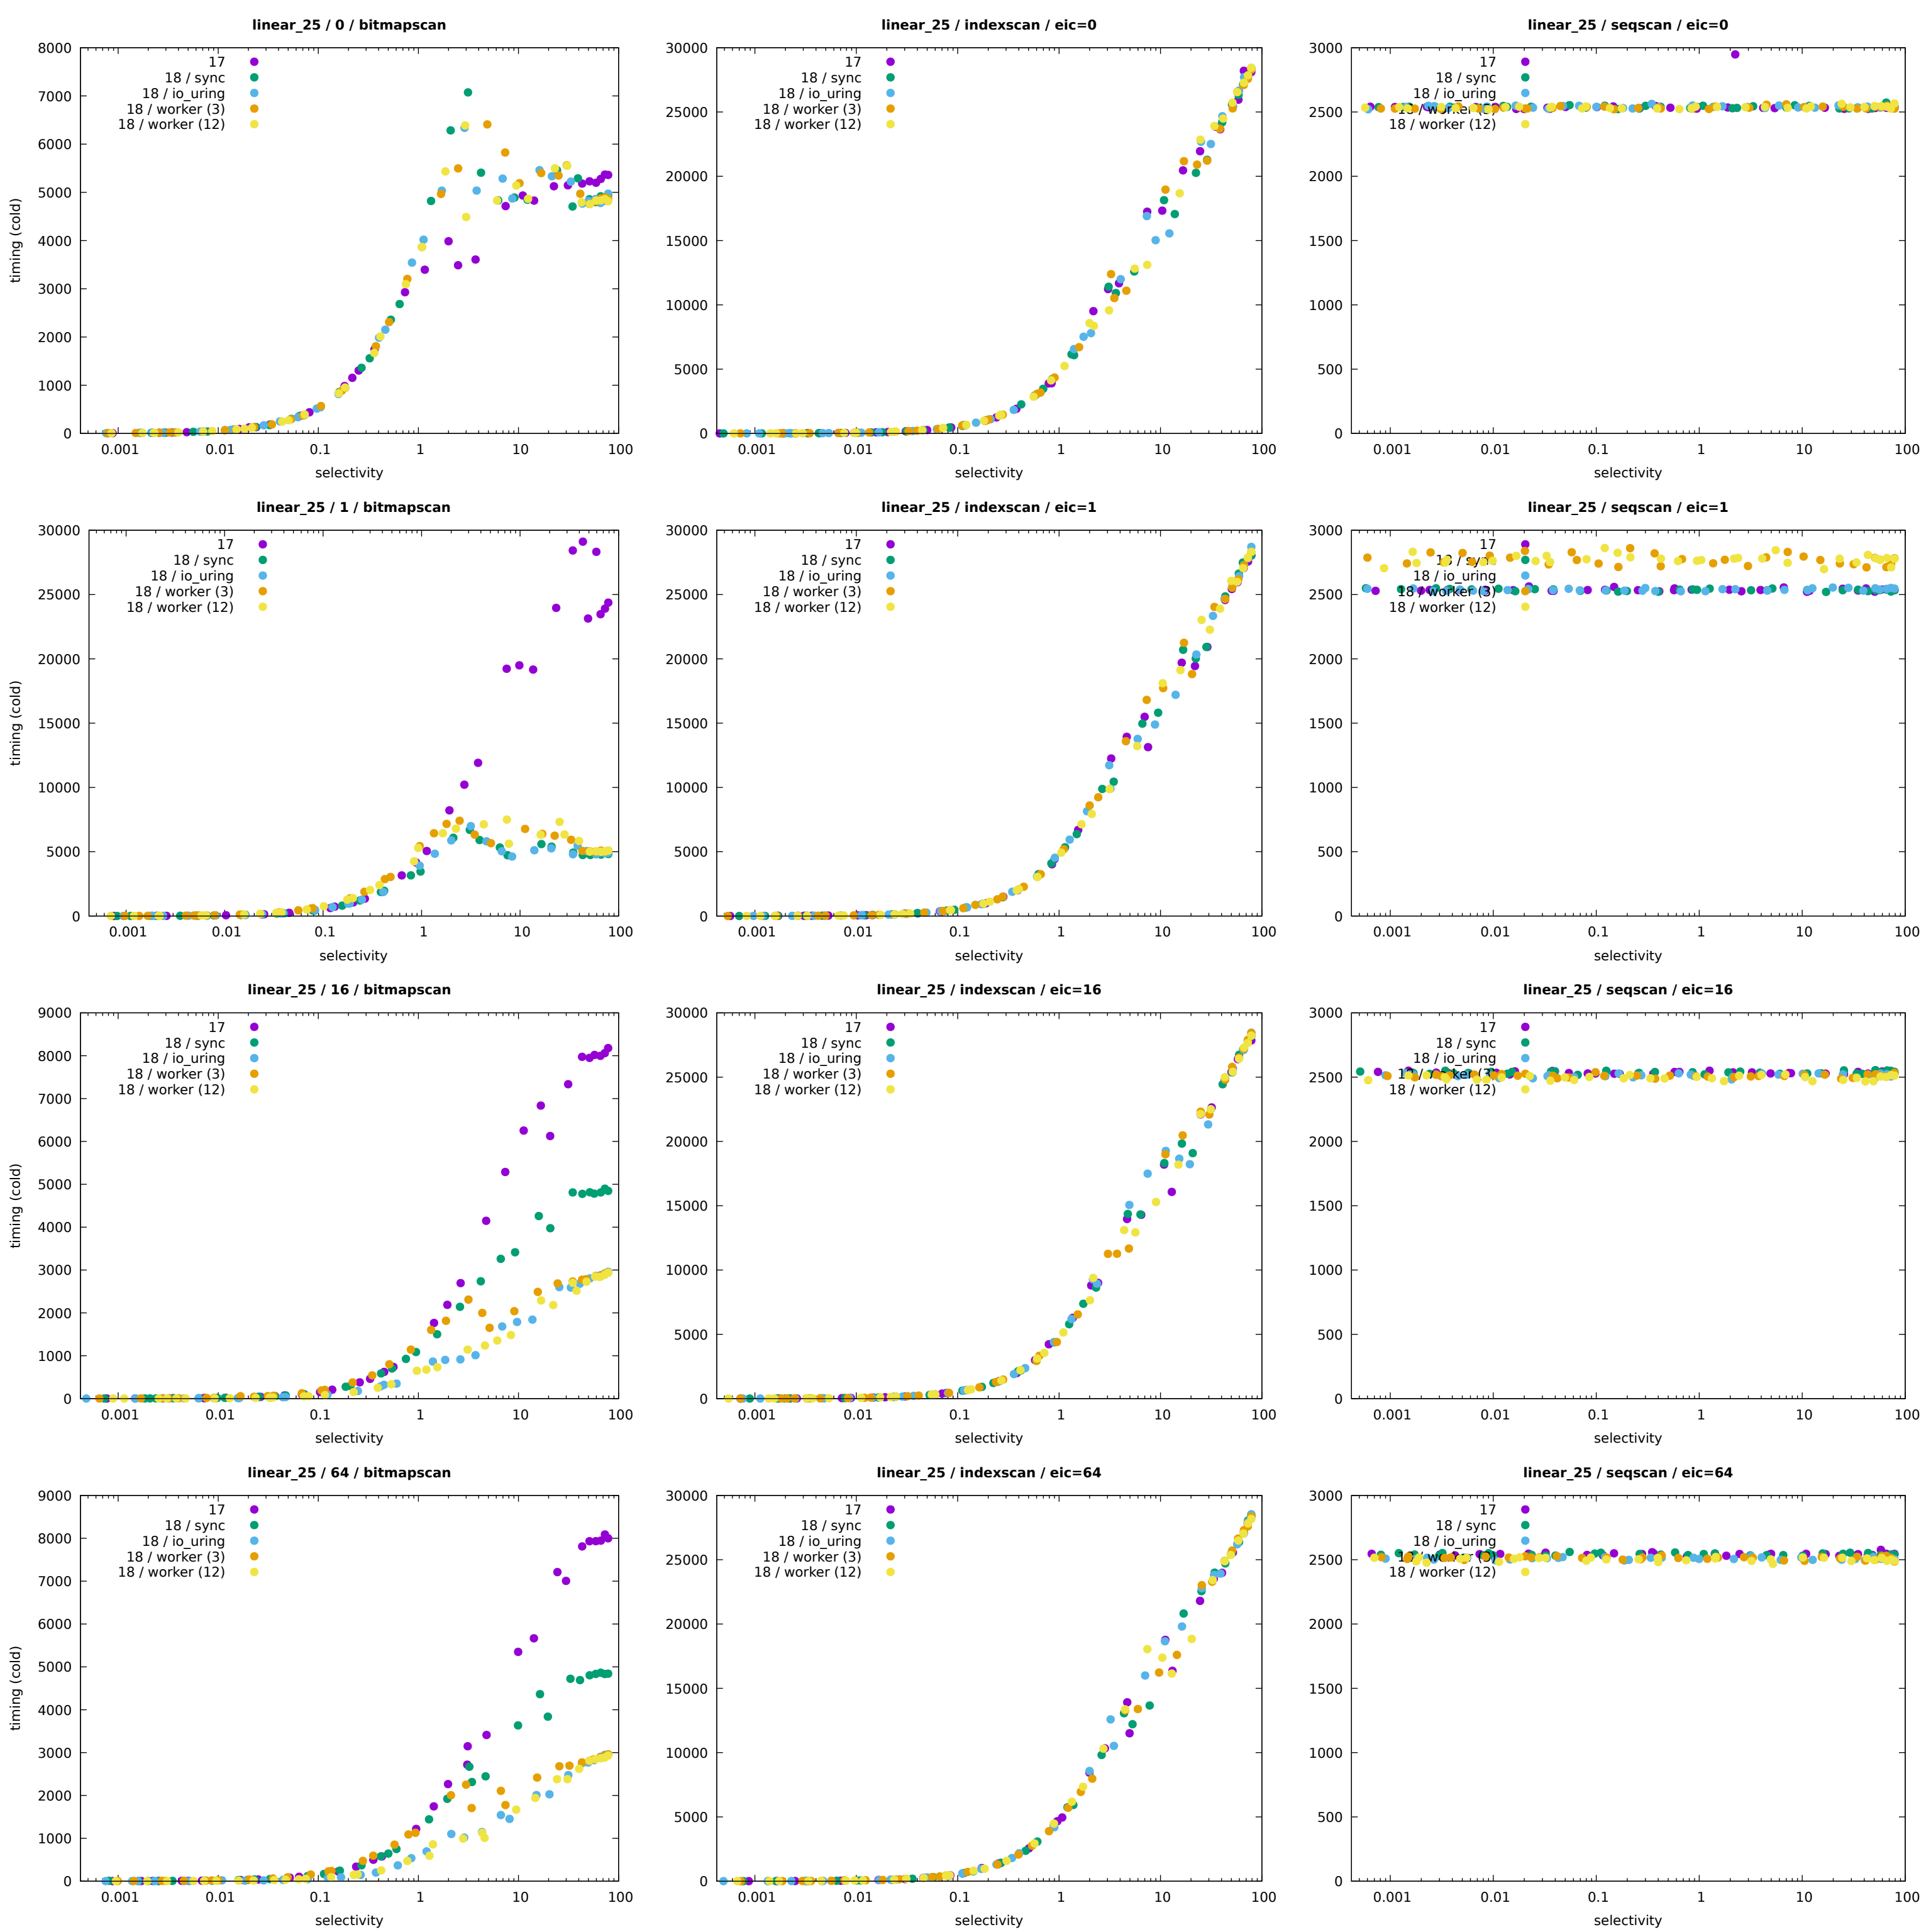 linear_25 / 0 / bitmapscan
timing (cold)
8000
7000
6000
5000
4000
3000
2000
1000
0
17
18 / sync
18 / io_uring
18 / worker (3)
18 / worker (12)
0.001 0.01 0.1 1 10 100
selectivity
linear_25 / indexscan / eic=0
30000
25000
20000
15000
10000
5000
0
17
18 / sync
18 / io_uring
18 / worker (3)
18 / worker (12)
0.001 0.01 0.1 1 10 100
selectivity
linear_25 / seqscan / eic=0
3000
2500
2000
1500
1000
500
0
17
18 / sync
18 / io_uring
18 / worker (3)
18 / worker (12)
0.001 0.01 0.1 1 10 100
selectivity
linear_25 / 1 / bitmapscan
timing (cold)
30000
25000
20000
15000
10000
5000
0
17
18 / sync
18 / io_uring
18 / worker (3)
18 / worker (12)
0.001 0.01 0.1 1 10 100
selectivity
linear_25 / indexscan / eic=1
30000
25000
20000
15000
10000
5000
0
17
18 / sync
18 / io_uring
18 / worker (3)
18 / worker (12)
0.001 0.01 0.1 1 10 100
selectivity
linear_25 / seqscan / eic=1
3000
2500
2000
1500
1000
500
0
17
18 / sync
18 / io_uring
18 / worker (3)
18 / worker (12)
0.001 0.01 0.1 1 10 100
selectivity
linear_25 / 16 / bitmapscan
timing (cold)
9000
8000
7000
6000
5000
4000
3000
2000
1000
0
17
18 / sync
18 / io_uring
18 / worker (3)
18 / worker (12)
0.001 0.01 0.1 1 10 100
selectivity
linear_25 / indexscan / eic=16
30000
25000
20000
15000
10000
5000
0
17
18 / sync
18 / io_uring
18 / worker (3)
18 / worker (12)
0.001 0.01 0.1 1 10 100
selectivity
linear_25 / seqscan / eic=16
3000
2500
2000
1500
1000
500
0
17
18 / sync
18 / io_uring
18 / worker (3)
18 / worker (12)
0.001 0.01 0.1 1 10 100
selectivity
linear_25 / 64 / bitmapscan
timing (cold)
9000
8000
7000
6000
5000
4000
3000
2000
1000
0
17
18 / sync
18 / io_uring
18 / worker (3)
18 / worker (12)
0.001 0.01 0.1 1 10 100
selectivity
linear_25 / indexscan / eic=64
30000
25000
20000
15000
10000
5000
0
17
18 / sync
18 / io_uring
18 / worker (3)
18 / worker (12)
0.001 0.01 0.1 1 10 100
selectivity
linear_25 / seqscan / eic=64
3000
2500
2000
1500
1000
500
0
17
18 / sync
18 / io_uring
18 / worker (3)
18 / worker (12)
0.001 0.01 0.1 1 10 100
selectivity